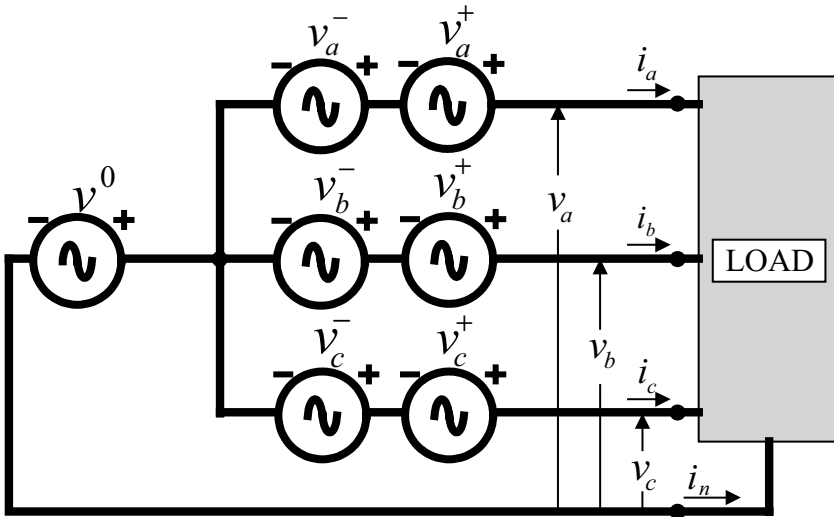 v_a^- v_a^+ i_a
− + − +
v^0 v_b^- v_b^+ v_a i_b
− + − + − +
LOAD
v_c^- v_c^+ v_b i_c
− + − +
v_c i_n